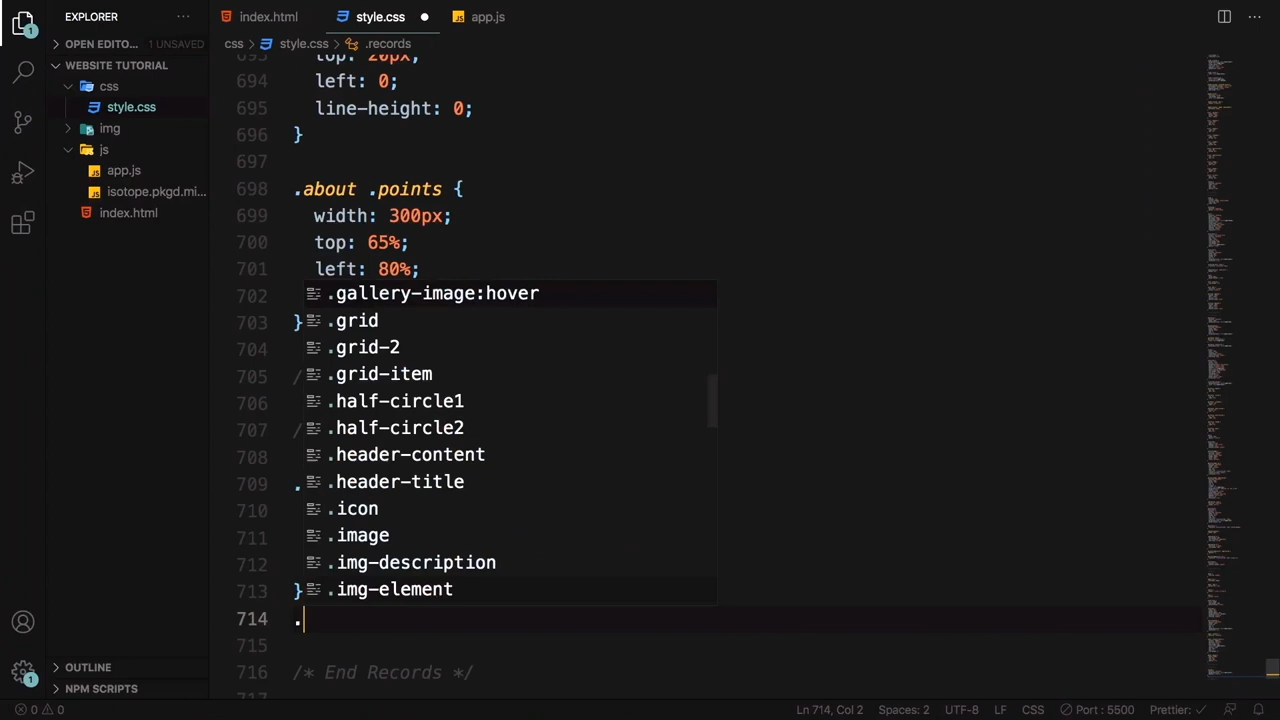 EXPLORER
index.html
style.css
app.js
OPEN EDITO... 1 UNSAVED
css
style.css
.records
WEBSITE TUTORIAL
css
style.css
img
js
app.js
isotope.pkgd.mi...
index.html
693 top: 20px;
694 left: 0;
695 line-height: 0;
696 }
697
698 .about .points {
699 width: 300px;
700 top: 65%;
701 left: 80%;
702 .gallery-image:hover
703 } .grid
704 .grid-2
705 / .grid-item
706 .half-circle1
707 / .half-circle2
708 .header-content
709 . .header-title
710 .icon
711 .image
712 .img-description
713 } .img-element
714 .
715
716 /* End Records */
717
OUTLINE
NPM SCRIPTS
0 0
Ln 714, Col 2
Spaces: 2
UTF-8
LF
CSS
Port : 5500
Prettier: ✓
1
1